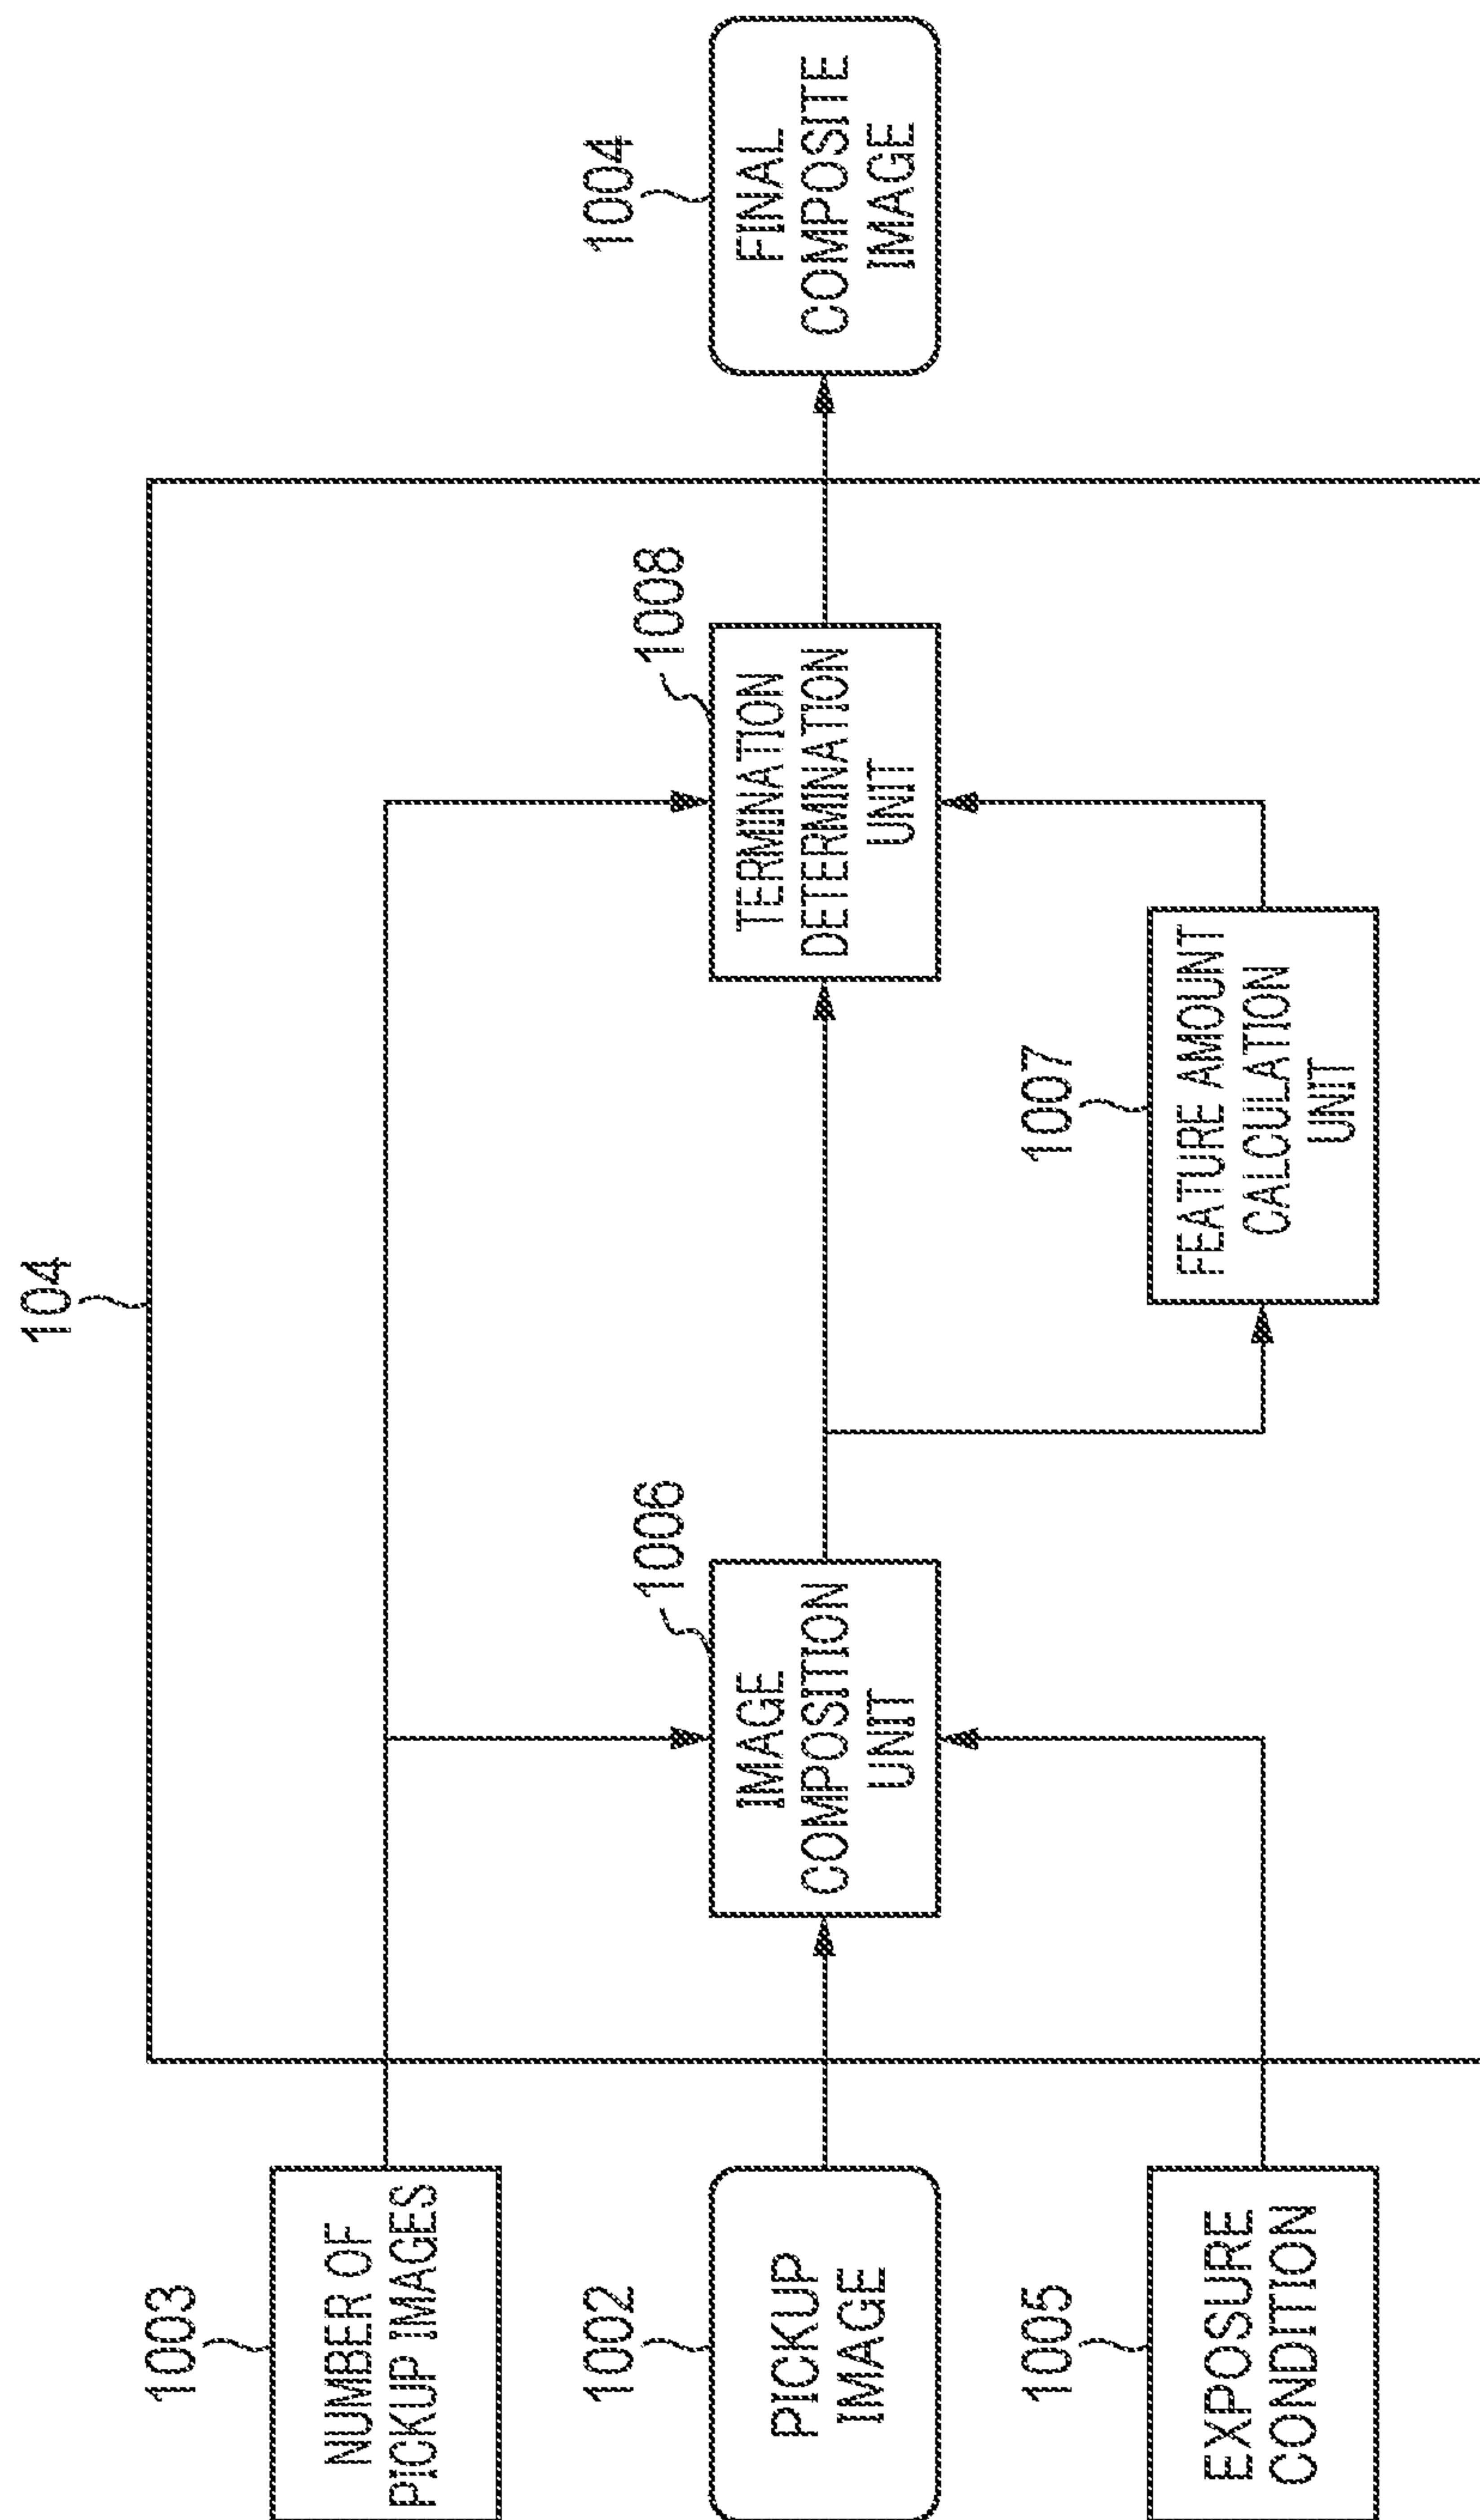 104
1003
NUMBER OF
PICKUP IMAGES
1002
PICKUP
IMAGE
1005
EXPOSURE
CONDITION
1006
IMAGE
COMPOSITION
UNIT
1007
FEATURE AMOUNT
CALCULATION
UNIT
1008
TERMINATION
DETERMINATION
UNIT
1004
FINAL
COMPOSITE
IMAGE